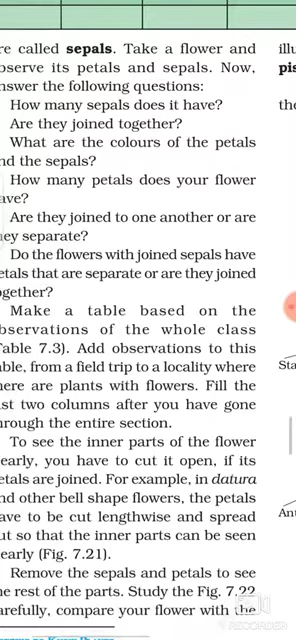 re called sepals. Take a flower and
bserve its petals and sepals. Now,
nswer the following questions:
How many sepals does it have?
Are they joined together?
What are the colours of the petals
nd the sepals?
How many petals does your flower
ave?
Are they joined to one another or are
hey separate?
Do the flowers with joined sepals have
etals that are separate or are they joined
ogether?
Make a table based on the
bservations of the whole class
Table 7.3). Add observations to this
able, from a field trip to a locality where
here are plants with flowers. Fill the
ast two columns after you have gone
hrough the entire section.
To see the inner parts of the flower
learly, you have to cut it open, if its
etals are joined. For example, in datura
nd other bell shape flowers, the petals
ave to be cut lengthwise and spread
ut so that the inner parts can be seen
learly (Fig. 7.21).
Remove the sepals and petals to see
he rest of the parts. Study the Fig. 7.22
arefully, compare your flower with the
illu
pis
the
Sta
Ant